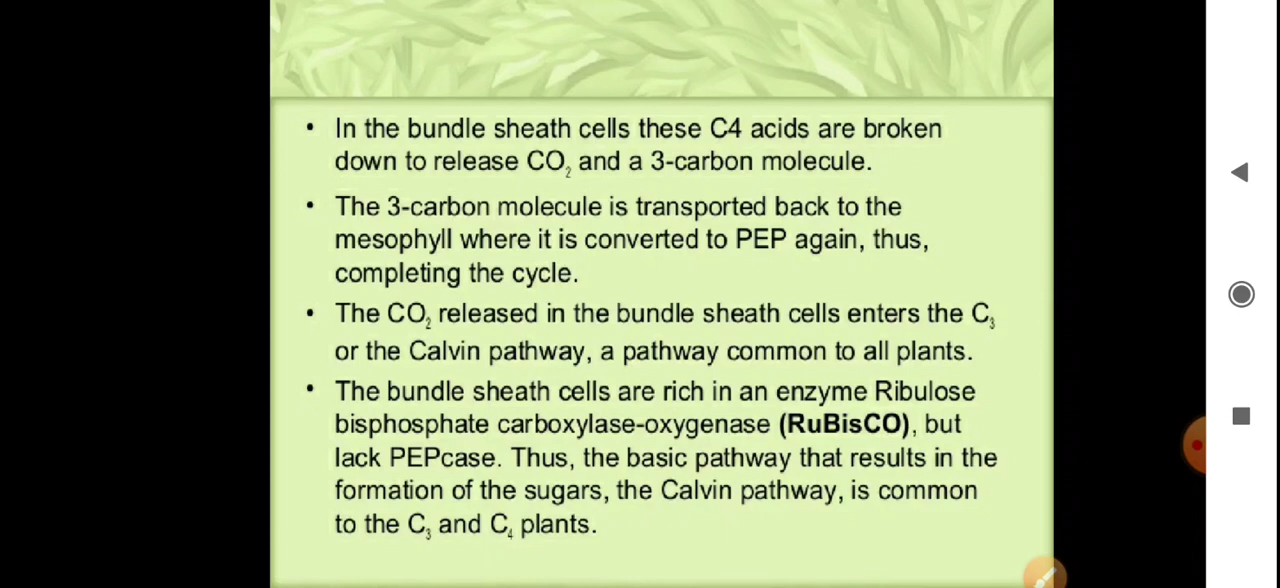 • In the bundle sheath cells these C4 acids are broken
down to release CO₂ and a 3-carbon molecule.
• The 3-carbon molecule is transported back to the
mesophyll where it is converted to PEP again, thus,
completing the cycle.
• The CO₂ released in the bundle sheath cells enters the C₃
or the Calvin pathway, a pathway common to all plants.
• The bundle sheath cells are rich in an enzyme Ribulose
bisphosphate carboxylase-oxygenase (RuBisCO), but
lack PEPcase. Thus, the basic pathway that results in the
formation of the sugars, the Calvin pathway, is common
to the C₃ and C₄ plants.